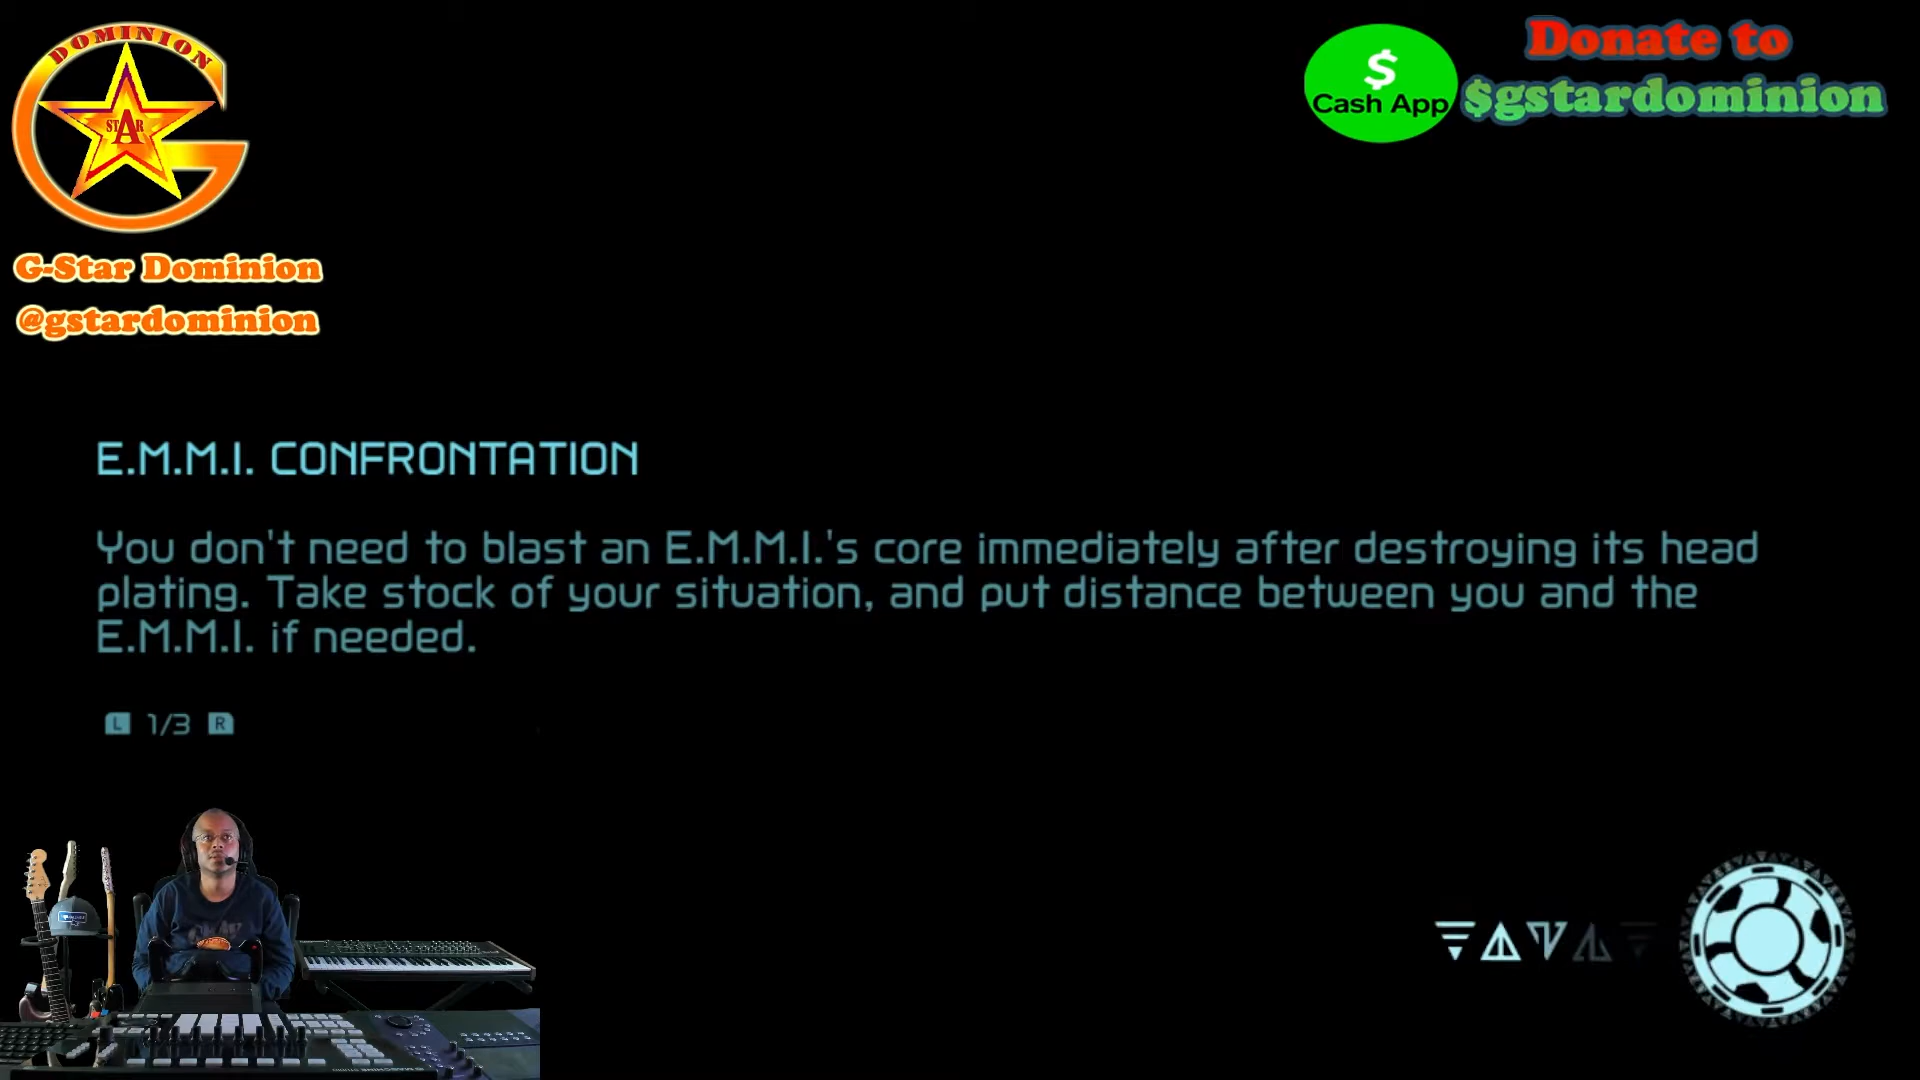 DOMINION
STAR
G-Star Dominion
@gstardominion
$
Cash App
Donate to
$gstardominion
E.M.M.I. CONFRONTATION
You don't need to blast an E.M.M.I.'s core immediately after destroying its head
plating. Take stock of your situation, and put distance between you and the
E.M.M.I. if needed.
L 1/3 R